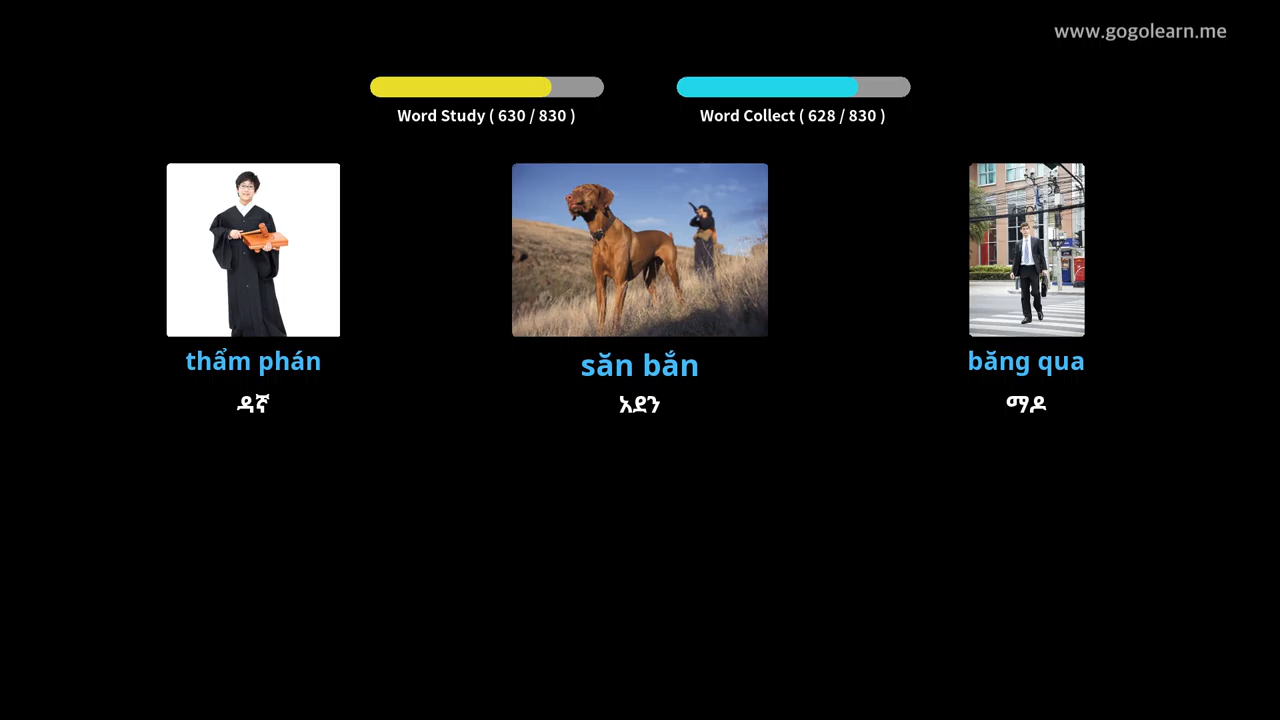 www.gogolearn.me
Word Study ( 630 / 830 )
Word Collect ( 628 / 830 )
thẩm phán
săn bắn
băng qua
ዳኛ
አደን
ማዶ